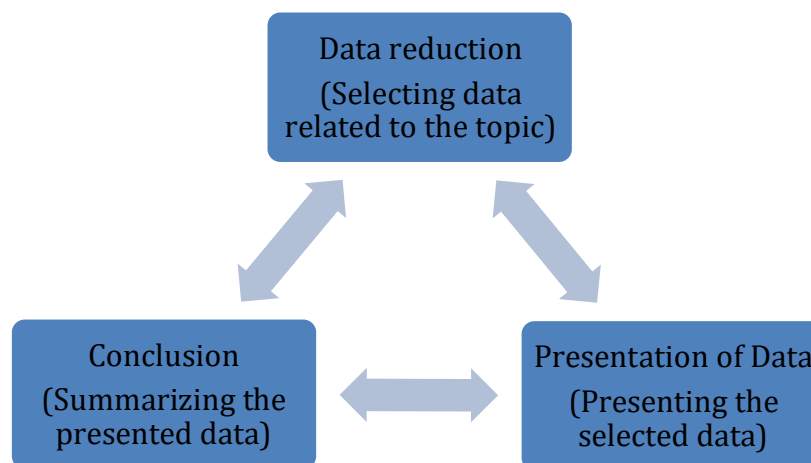 Data reduction
(Selecting data
related to the topic)
Conclusion
(Summarizing the
presented data)
Presentation of Data
(Presenting the
selected data)